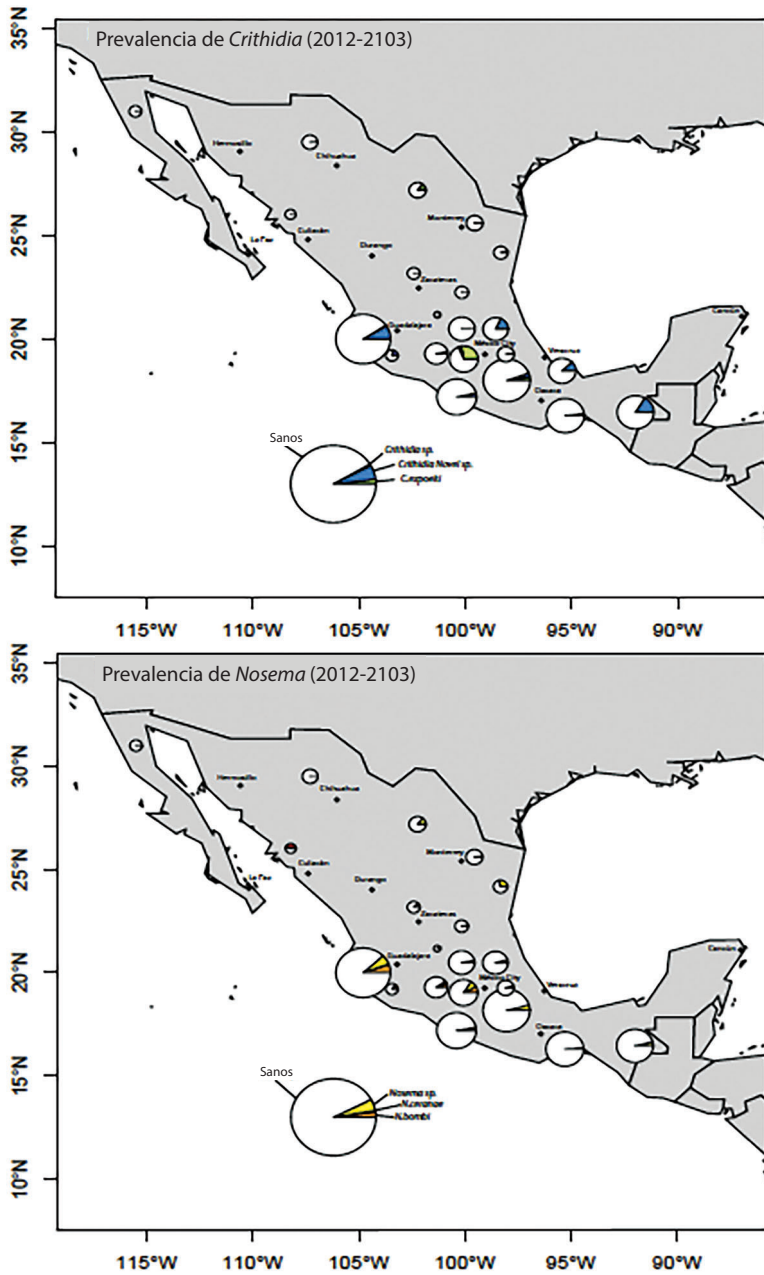 Prevalencia de Crithidia (2012-2103)
35°N
30°N
25°N
20°N
15°N
10°N
Hermosillo
Chihuahua
Monterrey
La Paz
Culiacán
Durango
Zacatecas
Cancún
Guadalajara
México City
Veracruz
Oaxaca
Sanos
Crithidia sp.
Crithidia Novel sp.
C.expoeki
115°W 110°W 105°W 100°W 95°W 90°W
Prevalencia de Nosema (2012-2103)
35°N
30°N
25°N
20°N
15°N
10°N
Hermosillo
Chihuahua
Monterrey
La Paz
Culiacán
Durango
Zacatecas
Cancún
Guadalajara
México City
Veracruz
Oaxaca
Sanos
Nosema sp.
N.ceranae
N.bombi
115°W 110°W 105°W 100°W 95°W 90°W